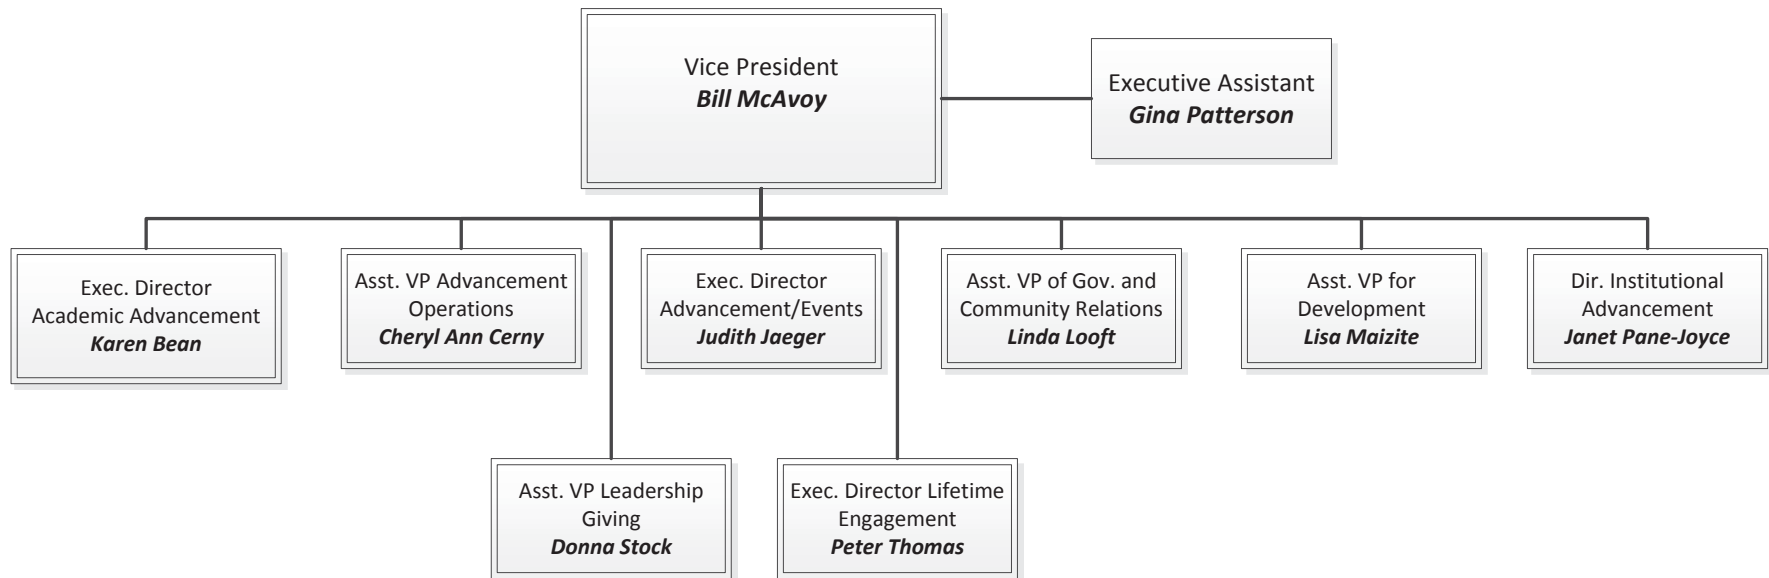 Vice President
Bill McAvoy
Executive Assistant
Gina Patterson
Exec. Director
Academic Advancement
Karen Bean
Asst. VP Advancement
Operations
Cheryl Ann Cerny
Exec. Director
Advancement/Events
Judith Jaeger
Asst. VP of Gov. and
Community Relations
Linda Looft
Asst. VP for
Development
Lisa Maizite
Dir. Institutional
Advancement
Janet Pane-Joyce
Asst. VP Leadership
Giving
Donna Stock
Exec. Director Lifetime
Engagement
Peter Thomas